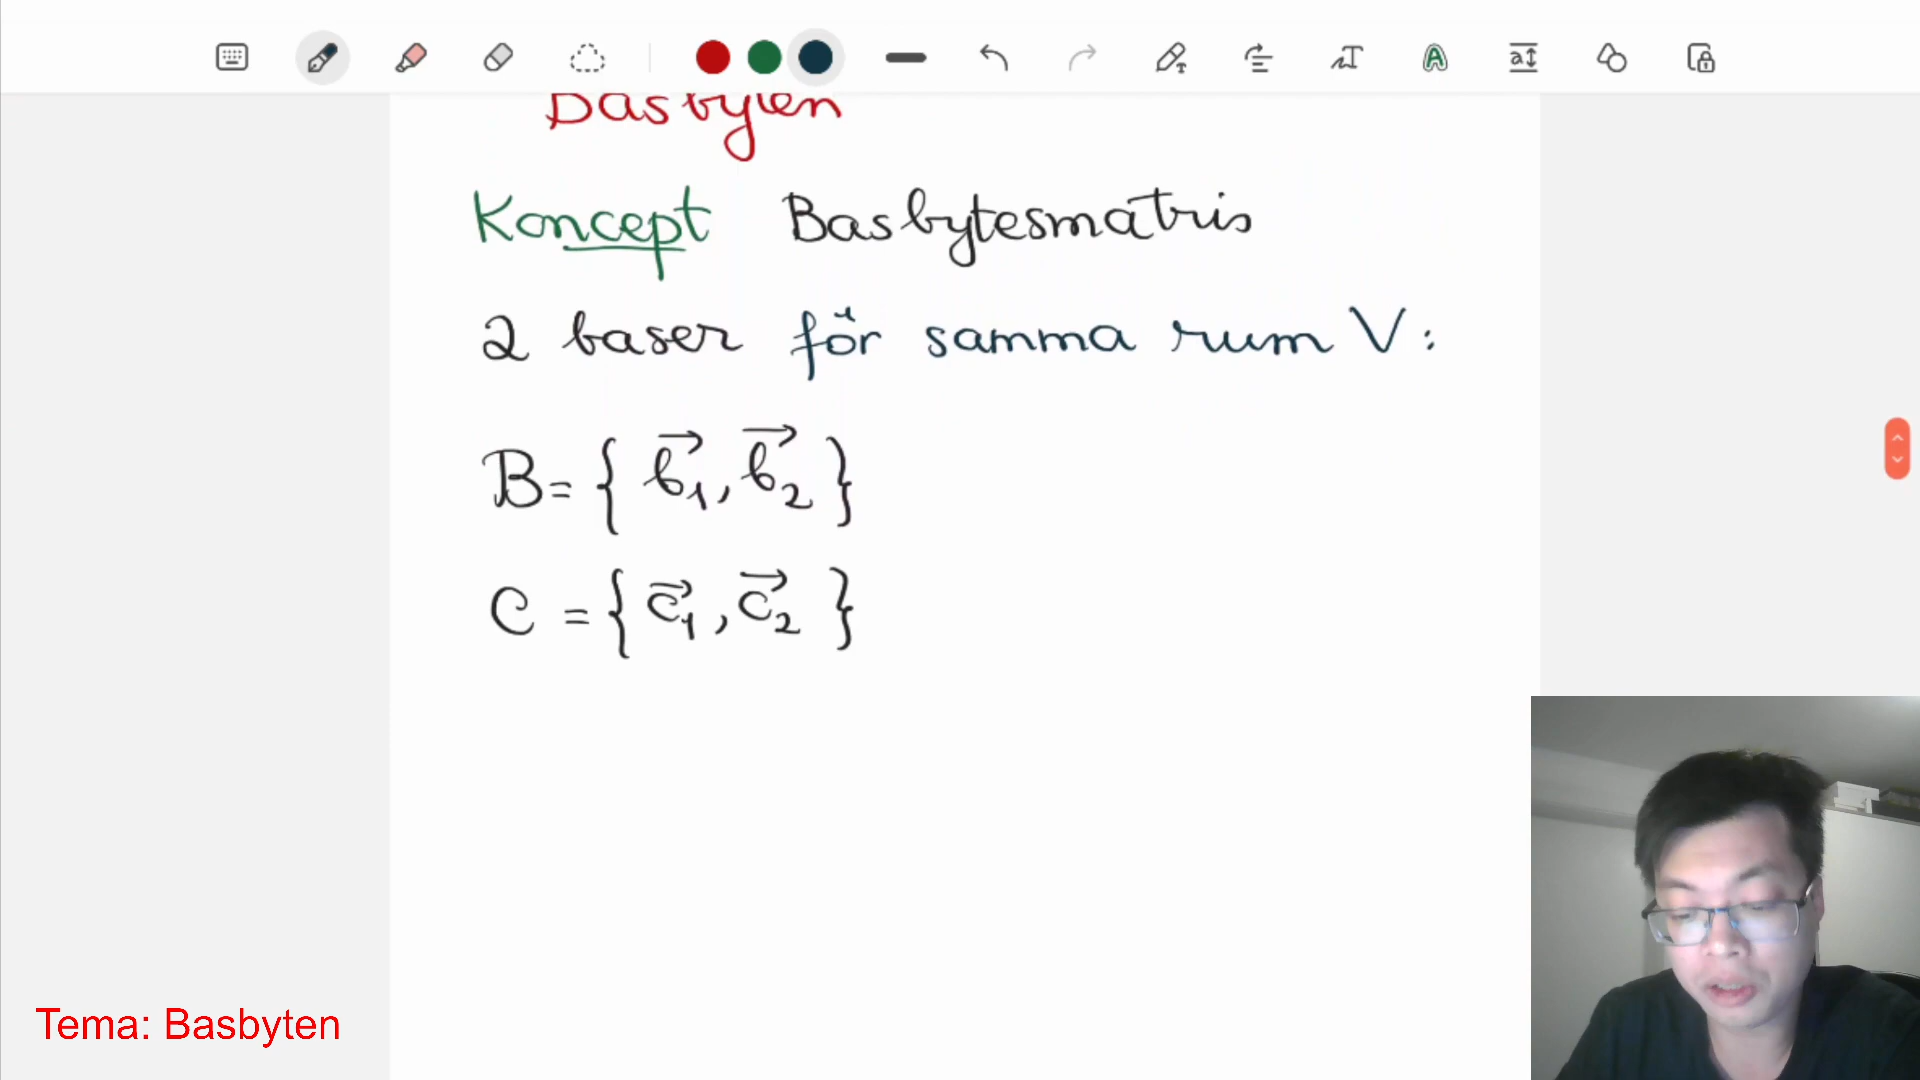 Basbyten
Koncept Basbytesmatris
2 baser för samma rum V:
B = { b⃗₁, b⃗₂ }
C = { c⃗₁, c⃗₂ }
Tema: Basbyten